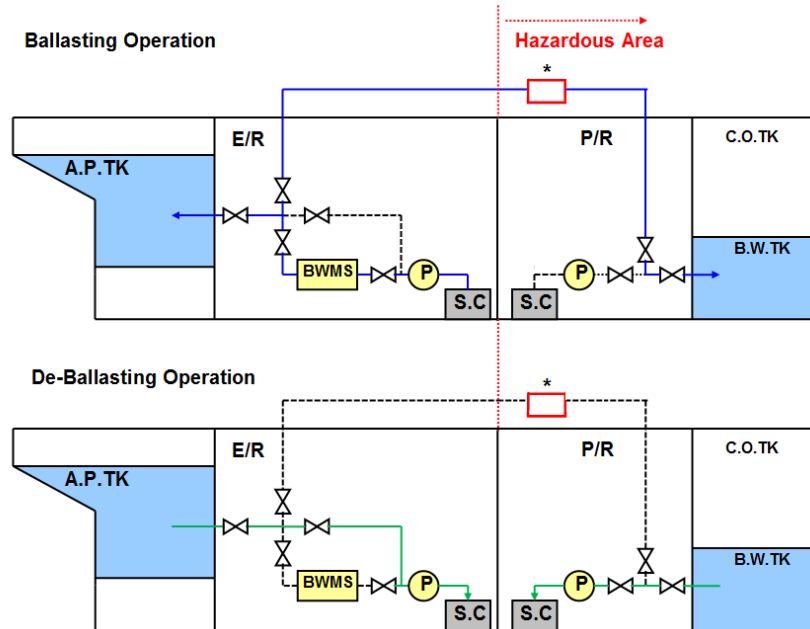 Ballasting Operation
Hazardous Area
*
E/R
P/R
C.O.TK
A.P.TK
B.W.TK
BWMS
P
P
S.C
S.C
De-Ballasting Operation
*
E/R
P/R
C.O.TK
A.P.TK
B.W.TK
BWMS
P
P
S.C
S.C